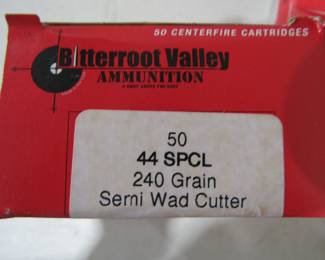 50 CENTERFIRE CARTRIDGES
Bitterroot Valley
AMMUNITION
50
44 SPCL
240 Grain
Semi Wad Cutter